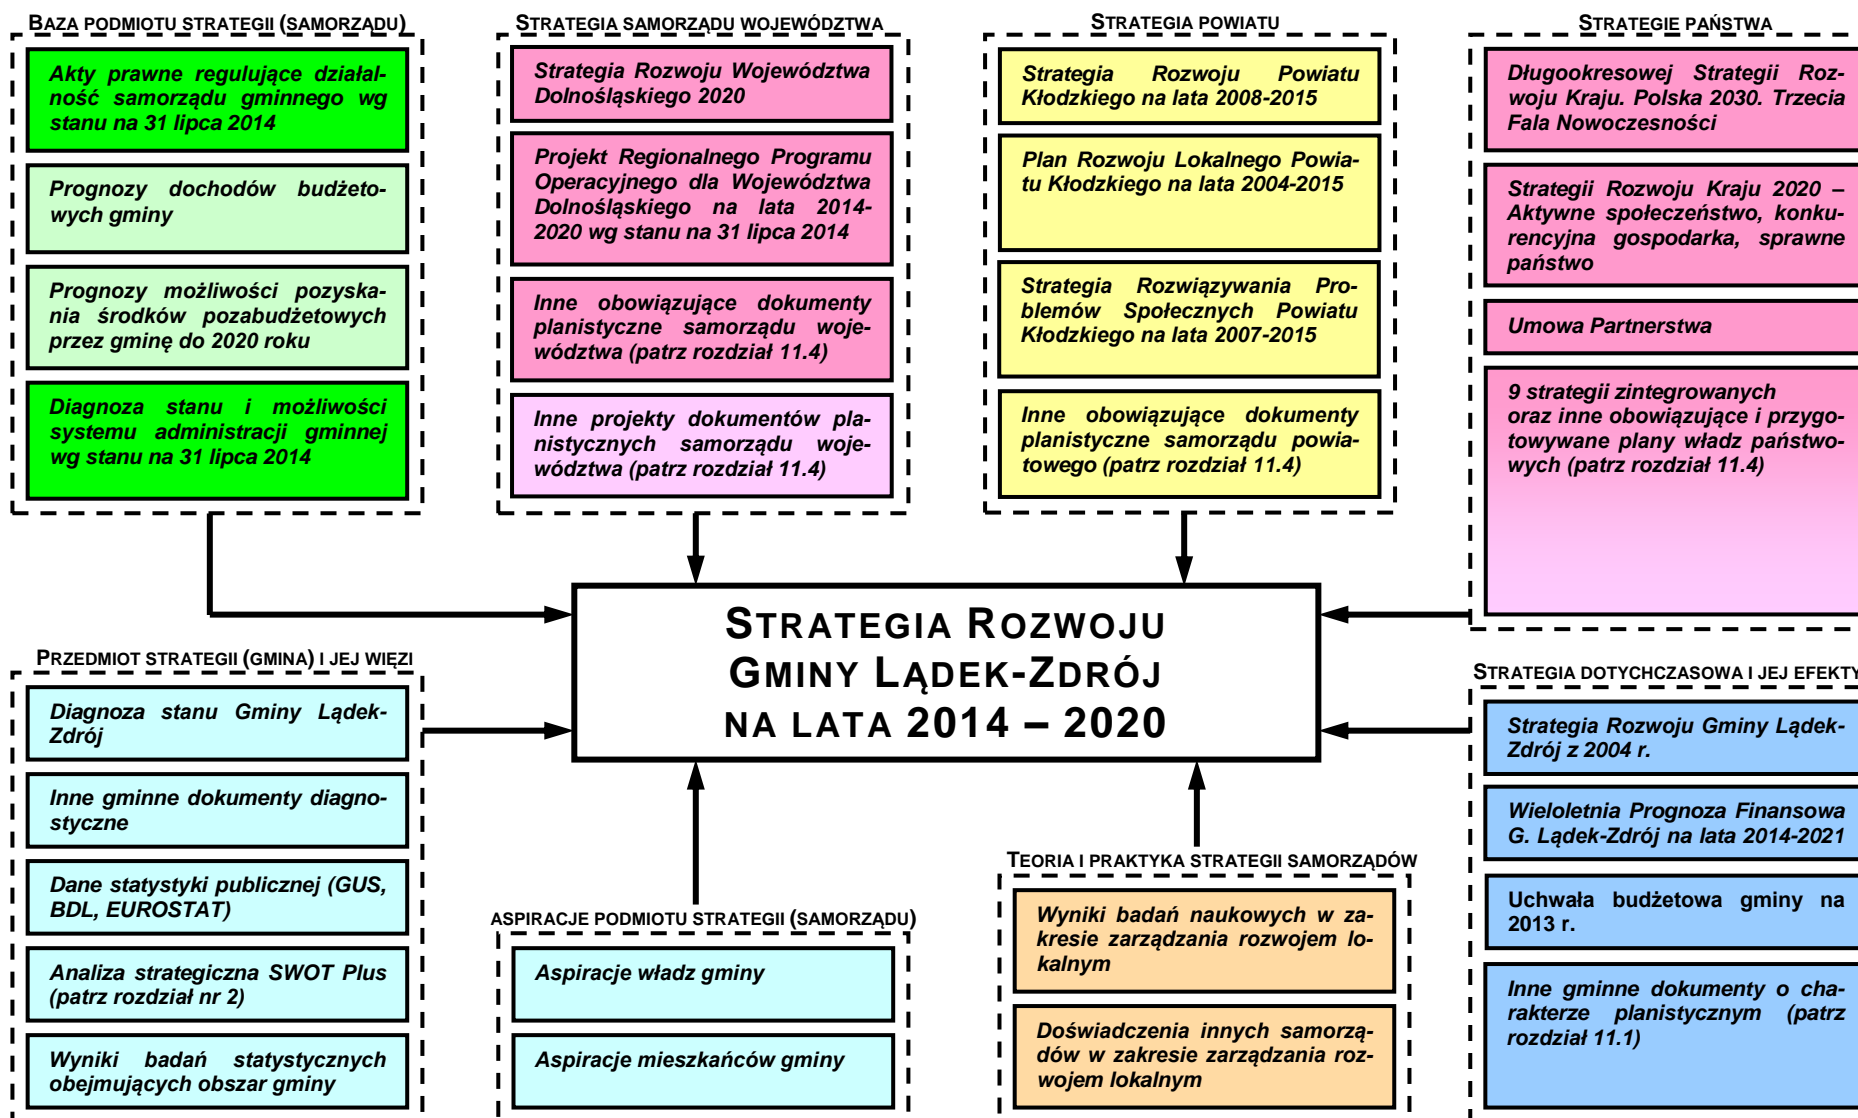 BAZA PODMIOTU STRATEGII (SAMORZĄDU)
Akty prawne regulujące działal-
ność samorządu gminnego wg
stanu na 31 lipca 2014
Prognozy dochodów budżeto-
wych gminy
Prognozy możliwości pozyska-
nia środków pozabudżetowych
przez gminę do 2020 roku
Diagnoza stanu i możliwości
systemu administracji gminnej
wg stanu na 31 lipca 2014
STRATEGIA SAMORZĄDU WOJEWÓDZTWA
Strategia Rozwoju Województwa
Dolnośląskiego 2020
Projekt Regionalnego Programu
Operacyjnego dla Województwa
Dolnośląskiego na lata 2014-
2020 wg stanu na 31 lipca 2014
Inne obowiązujące dokumenty
planistyczne samorządu woje-
wództwa (patrz rozdział 11.4)
Inne projekty dokumentów pla-
nistycznych samorządu woje-
wództwa (patrz rozdział 11.4)
STRATEGIA POWIATU
Strategia Rozwoju Powiatu
Kłodzkiego na lata 2008-2015
Plan Rozwoju Lokalnego Powia-
tu Kłodzkiego na lata 2004-2015
Strategia Rozwiązywania Pro-
blemów Społecznych Powiatu
Kłodzkiego na lata 2007-2015
Inne obowiązujące dokumenty
planistyczne samorządu powia-
towego (patrz rozdział 11.4)
STRATEGIE PAŃSTWA
Długookresowej Strategii Roz-
woju Kraju. Polska 2030. Trzecia
Fala Nowoczesności
Strategii Rozwoju Kraju 2020 –
Aktywne społeczeństwo, konku-
rencyjna gospodarka, sprawne
państwo
Umowa Partnerstwa
9 strategii zintegrowanych
oraz inne obowiązujące i przygo-
towywane plany władz państwo-
wych (patrz rozdział 11.4)
STRATEGIA ROZWOJU
GMINY LĄDEK-ZDRÓJ
NA LATA 2014 – 2020
PRZEDMIOT STRATEGII (GMINA) I JEJ WIĘZI
Diagnoza stanu Gminy Lądek-
Zdrój
Inne gminne dokumenty diagno-
styczne
Dane statystyki publicznej (GUS,
BDL, EUROSTAT)
Analiza strategiczna SWOT Plus
(patrz rozdział nr 2)
Wyniki badań statystycznych
obejmujących obszar gminy
ASPIRACJE PODMIOTU STRATEGII (SAMORZĄDU)
Aspiracje władz gminy
Aspiracje mieszkańców gminy
TEORIA I PRAKTYKA STRATEGII SAMORZĄDÓW
Wyniki badań naukowych w za-
kresie zarządzania rozwojem lo-
kalnym
Doświadczenia innych samorzą-
dów w zakresie zarządzania roz-
wojem lokalnym
STRATEGIA DOTYCHCZASOWA I JEJ EFEKTY
Strategia Rozwoju Gminy Lądek-
Zdrój z 2004 r.
Wieloletnia Prognoza Finansowa
G. Lądek-Zdrój na lata 2014-2021
Uchwała budżetowa gminy na
2013 r.
Inne gminne dokumenty o cha-
rakterze planistycznym (patrz
rozdział 11.1)